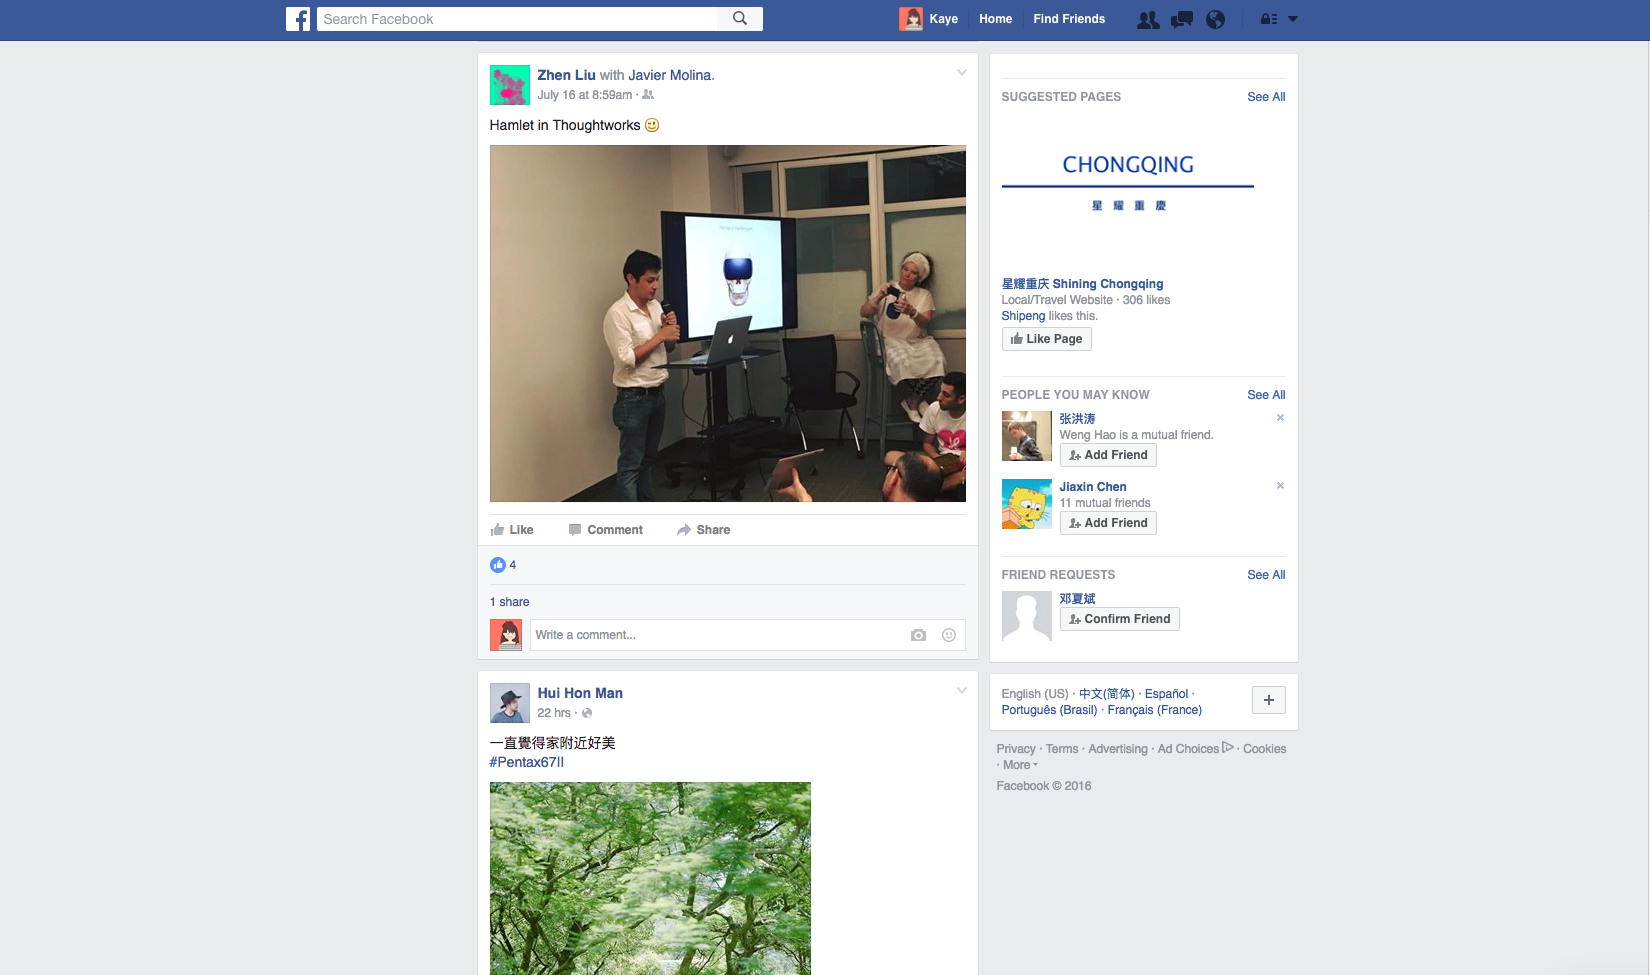 Search Facebook
Kaye
Home
Find Friends
Zhen Liu with Javier Molina.
July 16 at 8:59am ·
Hamlet in Thoughtworks
Like
Comment
Share
4
1 share
Write a comment...
Hui Hon Man
22 hrs ·
一直覺得家附近好美
#Pentax67II
SUGGESTED PAGES
See All
CHONGQING
星 耀 重 慶
星耀重庆 Shining Chongqing
Local/Travel Website · 306 likes
Shipeng likes this.
Like Page
PEOPLE YOU MAY KNOW
See All
张洪涛
Weng Hao is a mutual friend.
Add Friend
Jiaxin Chen
11 mutual friends
Add Friend
FRIEND REQUESTS
See All
邓夏斌
Confirm Friend
English (US) · 中文(简体) · Español ·
Português (Brasil) · Français (France)
Privacy · Terms · Advertising · Ad Choices · Cookies
· More
Facebook © 2016